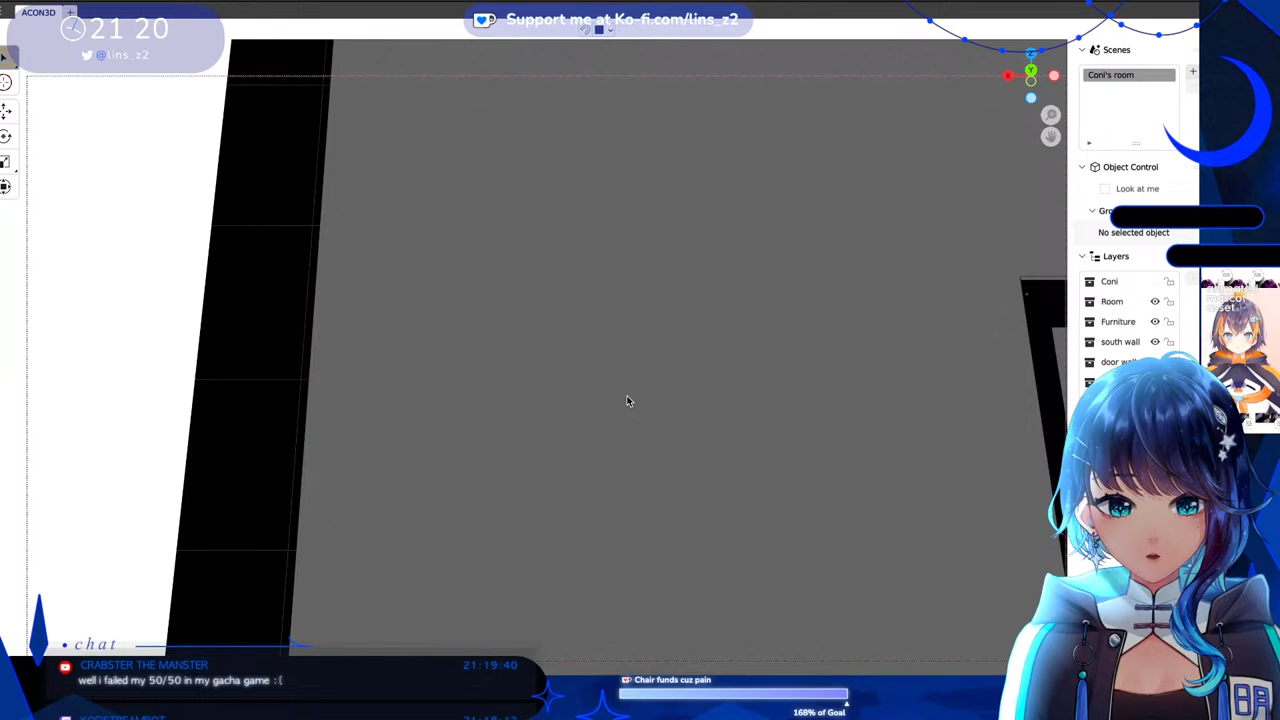 ACON3D
21 20
@lins_z2
Support me at Ko-fi.com/lins_z2
Z
Y
X
Scenes
Coni's room
Object Control
Look at me
No selected object
Layers
Coni
Room
Furniture
south wall
asset
chat
CRABSTER THE MANSTER 21:19:40
well i failed my 50/50 in my gacha game :(
Chair funds cuz pain
168% of Goal